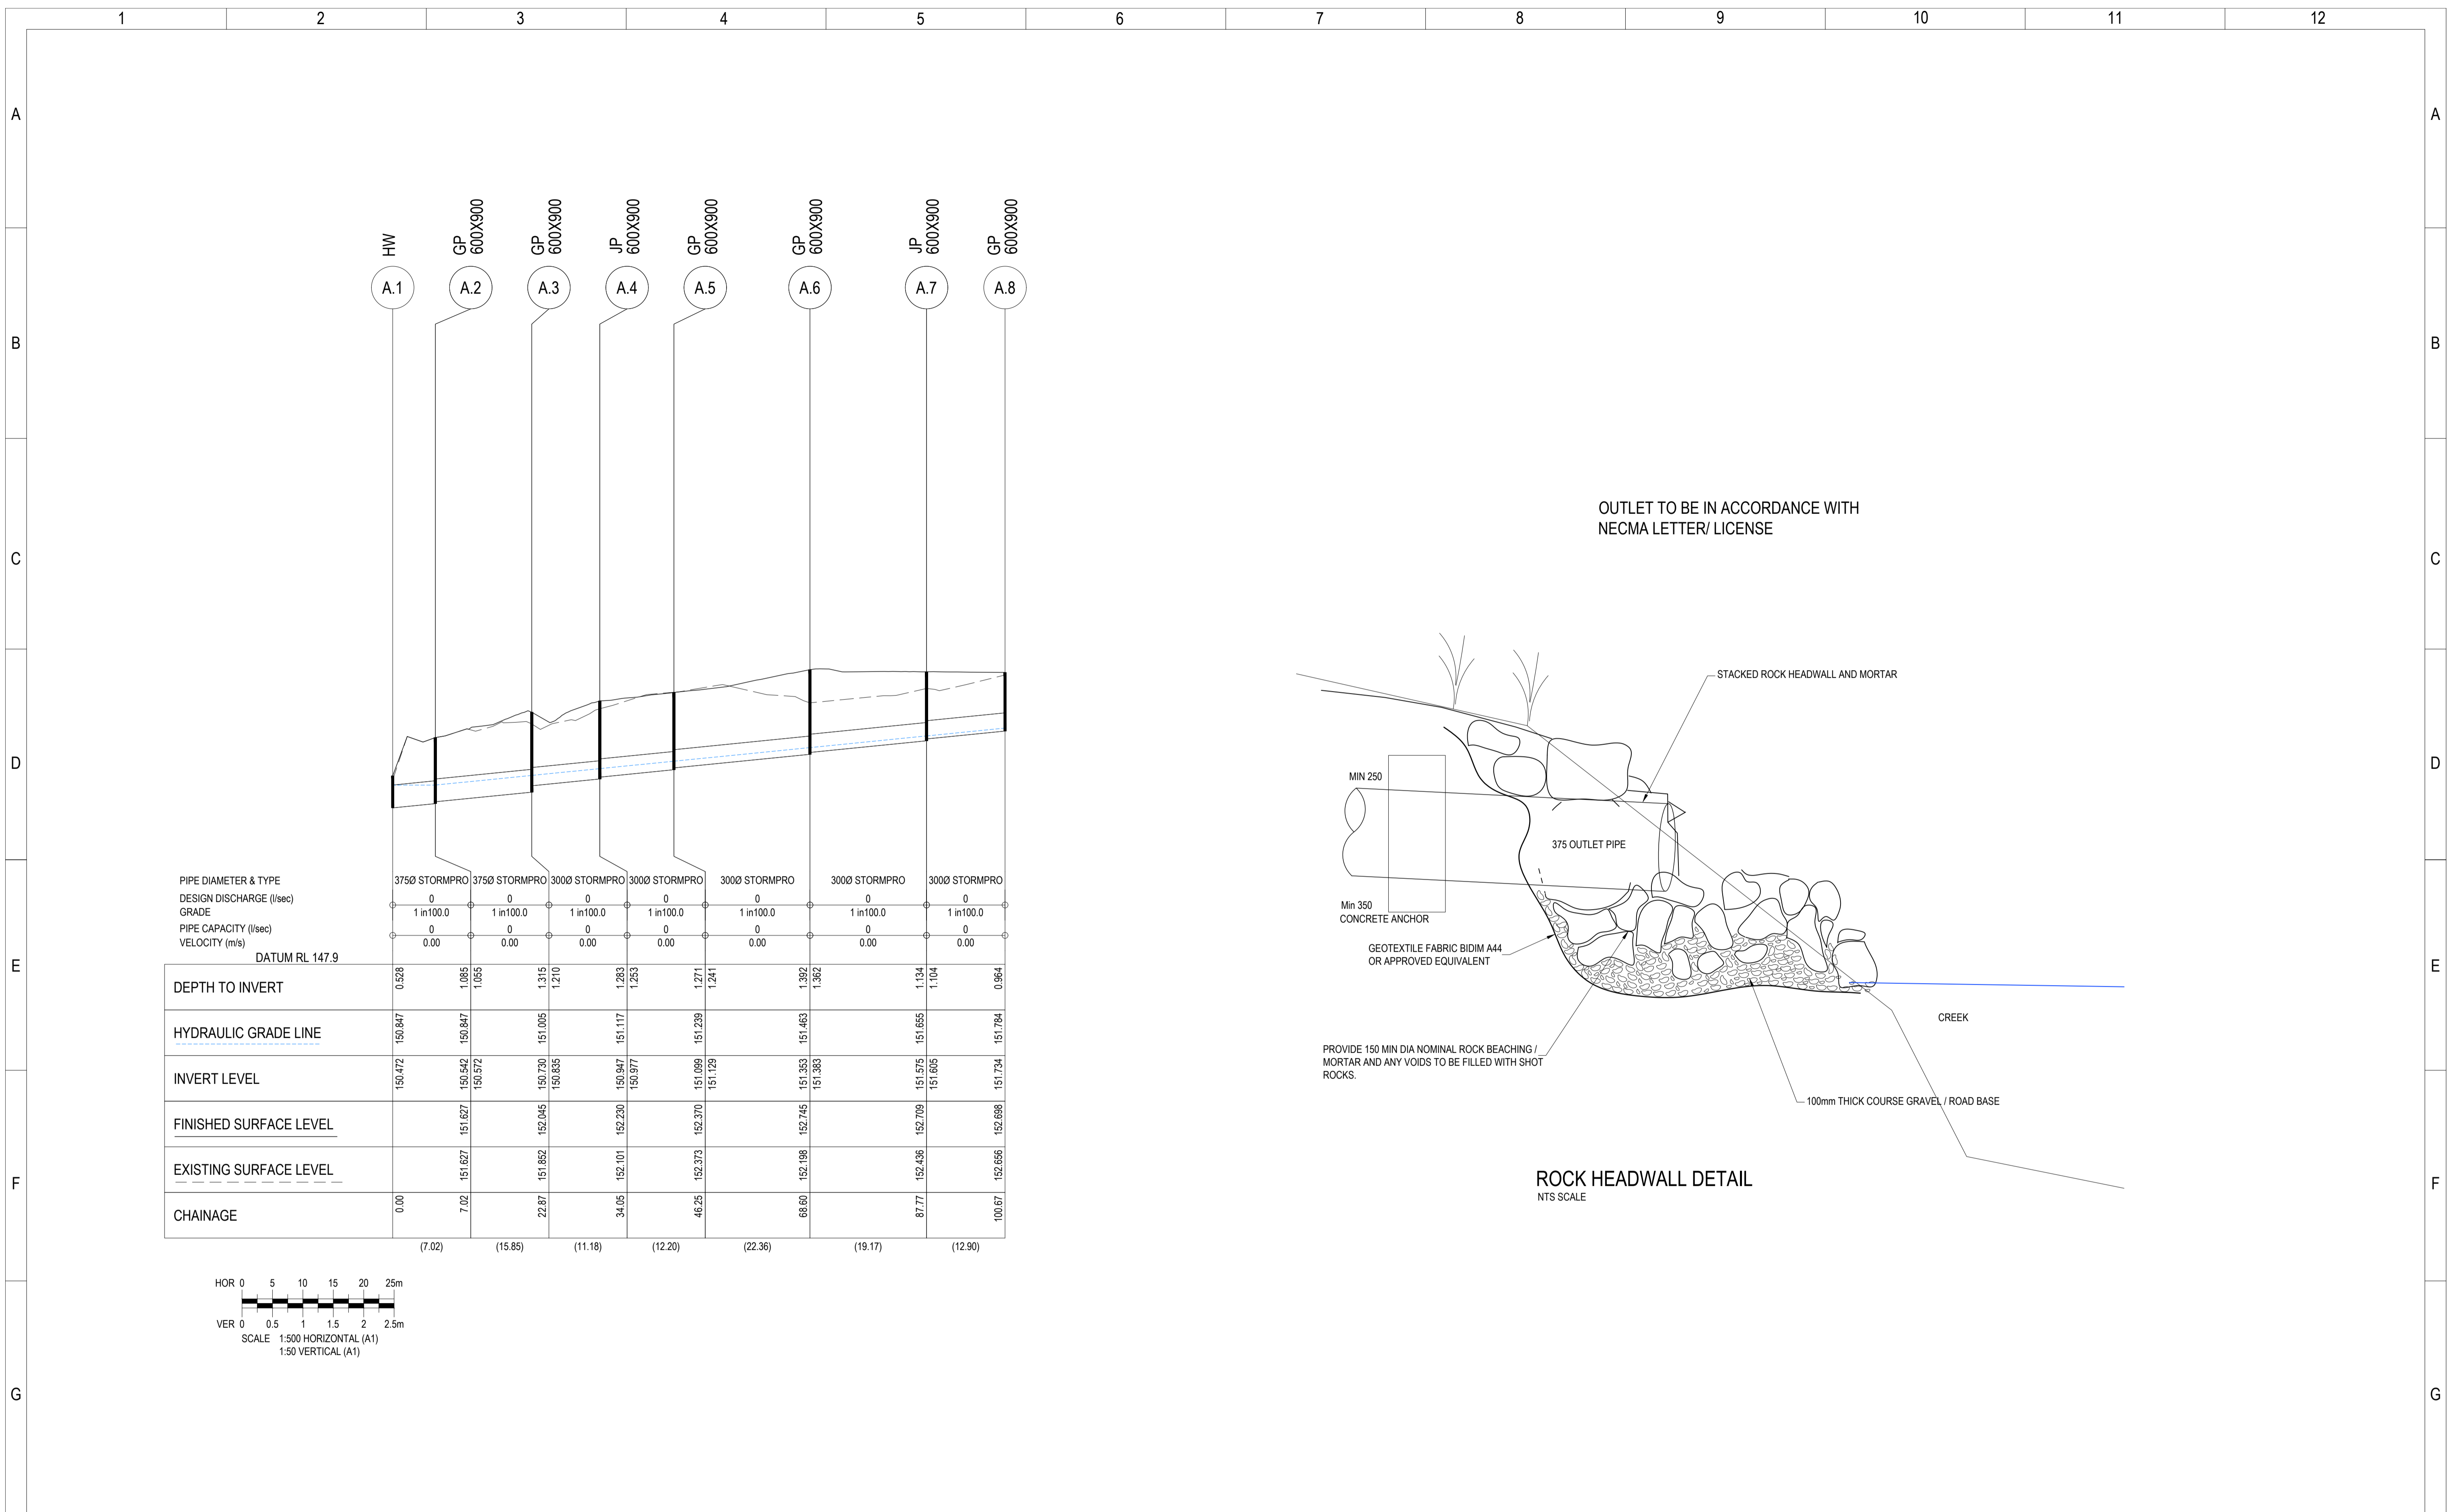 1 2 3 4 5 6 7 8 9 10 11 12
A A
B B
C C
D D
E E
F F
G G
HW
GP 600X900
GP 600X900
JP 600X900
GP 600X900
GP 600X900
JP 600X900
GP 600X900
A.1 A.2 A.3 A.4 A.5 A.6 A.7 A.8
PIPE DIAMETER & TYPE 375Ø STORMPRO 375Ø STORMPRO 300Ø STORMPRO 300Ø STORMPRO 300Ø STORMPRO 300Ø STORMPRO 300Ø STORMPRO
DESIGN DISCHARGE (l/sec) 0 0 0 0 0 0 0
GRADE 1 in100.0 1 in100.0 1 in100.0 1 in100.0 1 in100.0 1 in100.0 1 in100.0
PIPE CAPACITY (l/sec) 0 0 0 0 0 0 0
VELOCITY (m/s) 0.00 0.00 0.00 0.00 0.00 0.00 0.00
DATUM RL 147.9
DEPTH TO INVERT 0.528 1.085 1.055 1.315 1.210 1.283 1.253 1.271 1.241 1.392 1.362 1.134 1.104 0.964
HYDRAULIC GRADE LINE 150.847 150.847 151.005 151.117 151.239 151.463 151.655 151.784
INVERT LEVEL 150.472 150.542 150.572 150.730 150.835 150.947 150.977 151.099 151.129 151.353 151.383 151.575 151.605 151.734
FINISHED SURFACE LEVEL 151.627 152.045 152.230 152.370 152.745 152.709 152.698
EXISTING SURFACE LEVEL 151.627 151.852 152.101 152.373 152.198 152.436 152.656
CHAINAGE 0.00 7.02 22.87 34.05 46.25 68.60 87.77 100.67
(7.02) (15.85) (11.18) (12.20) (22.36) (19.17) (12.90)
HOR 0 5 10 15 20 25m
VER 0 0.5 1 1.5 2 2.5m
SCALE 1:500 HORIZONTAL (A1)
1:50 VERTICAL (A1)
OUTLET TO BE IN ACCORDANCE WITH
NECMA LETTER/ LICENSE
STACKED ROCK HEADWALL AND MORTAR
MIN 250
375 OUTLET PIPE
Min 350
CONCRETE ANCHOR
GEOTEXTILE FABRIC BIDIM A44
OR APPROVED EQUIVALENT
CREEK
PROVIDE 150 MIN DIA NOMINAL ROCK BEACHING /
MORTAR AND ANY VOIDS TO BE FILLED WITH SHOT
ROCKS.
100mm THICK COURSE GRAVEL / ROAD BASE
ROCK HEADWALL DETAIL
NTS SCALE